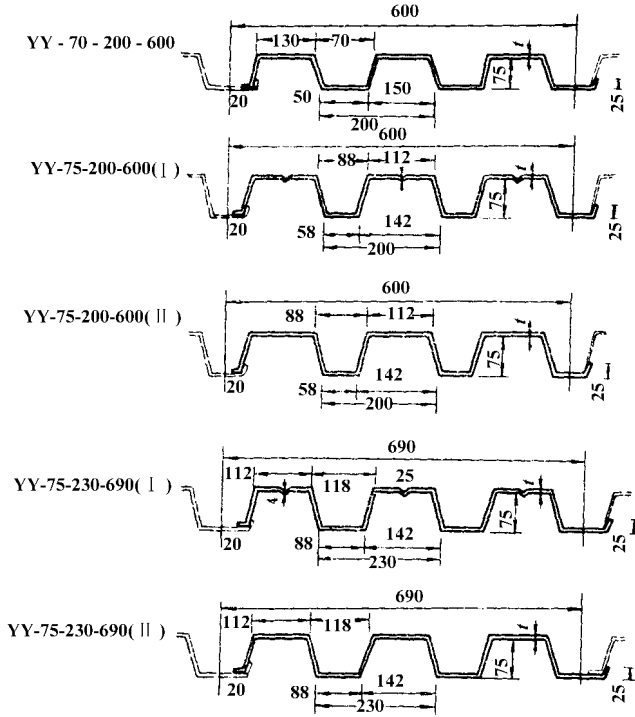 600
YY - 70 - 200 - 600
130 70 t
75
20 50 150 25
200
600
YY-75-200-600(Ⅰ)
88 112 t
75
20 58 142 25
200
600
YY-75-200-600(Ⅱ)
88 112 t
75
20 58 142 25
200
690
YY-75-230-690(Ⅰ)
112 118 25 t
4 75
20 88 142 25
230
690
YY-75-230-690(Ⅱ)
112 118 t
75
20 88 142 25
230